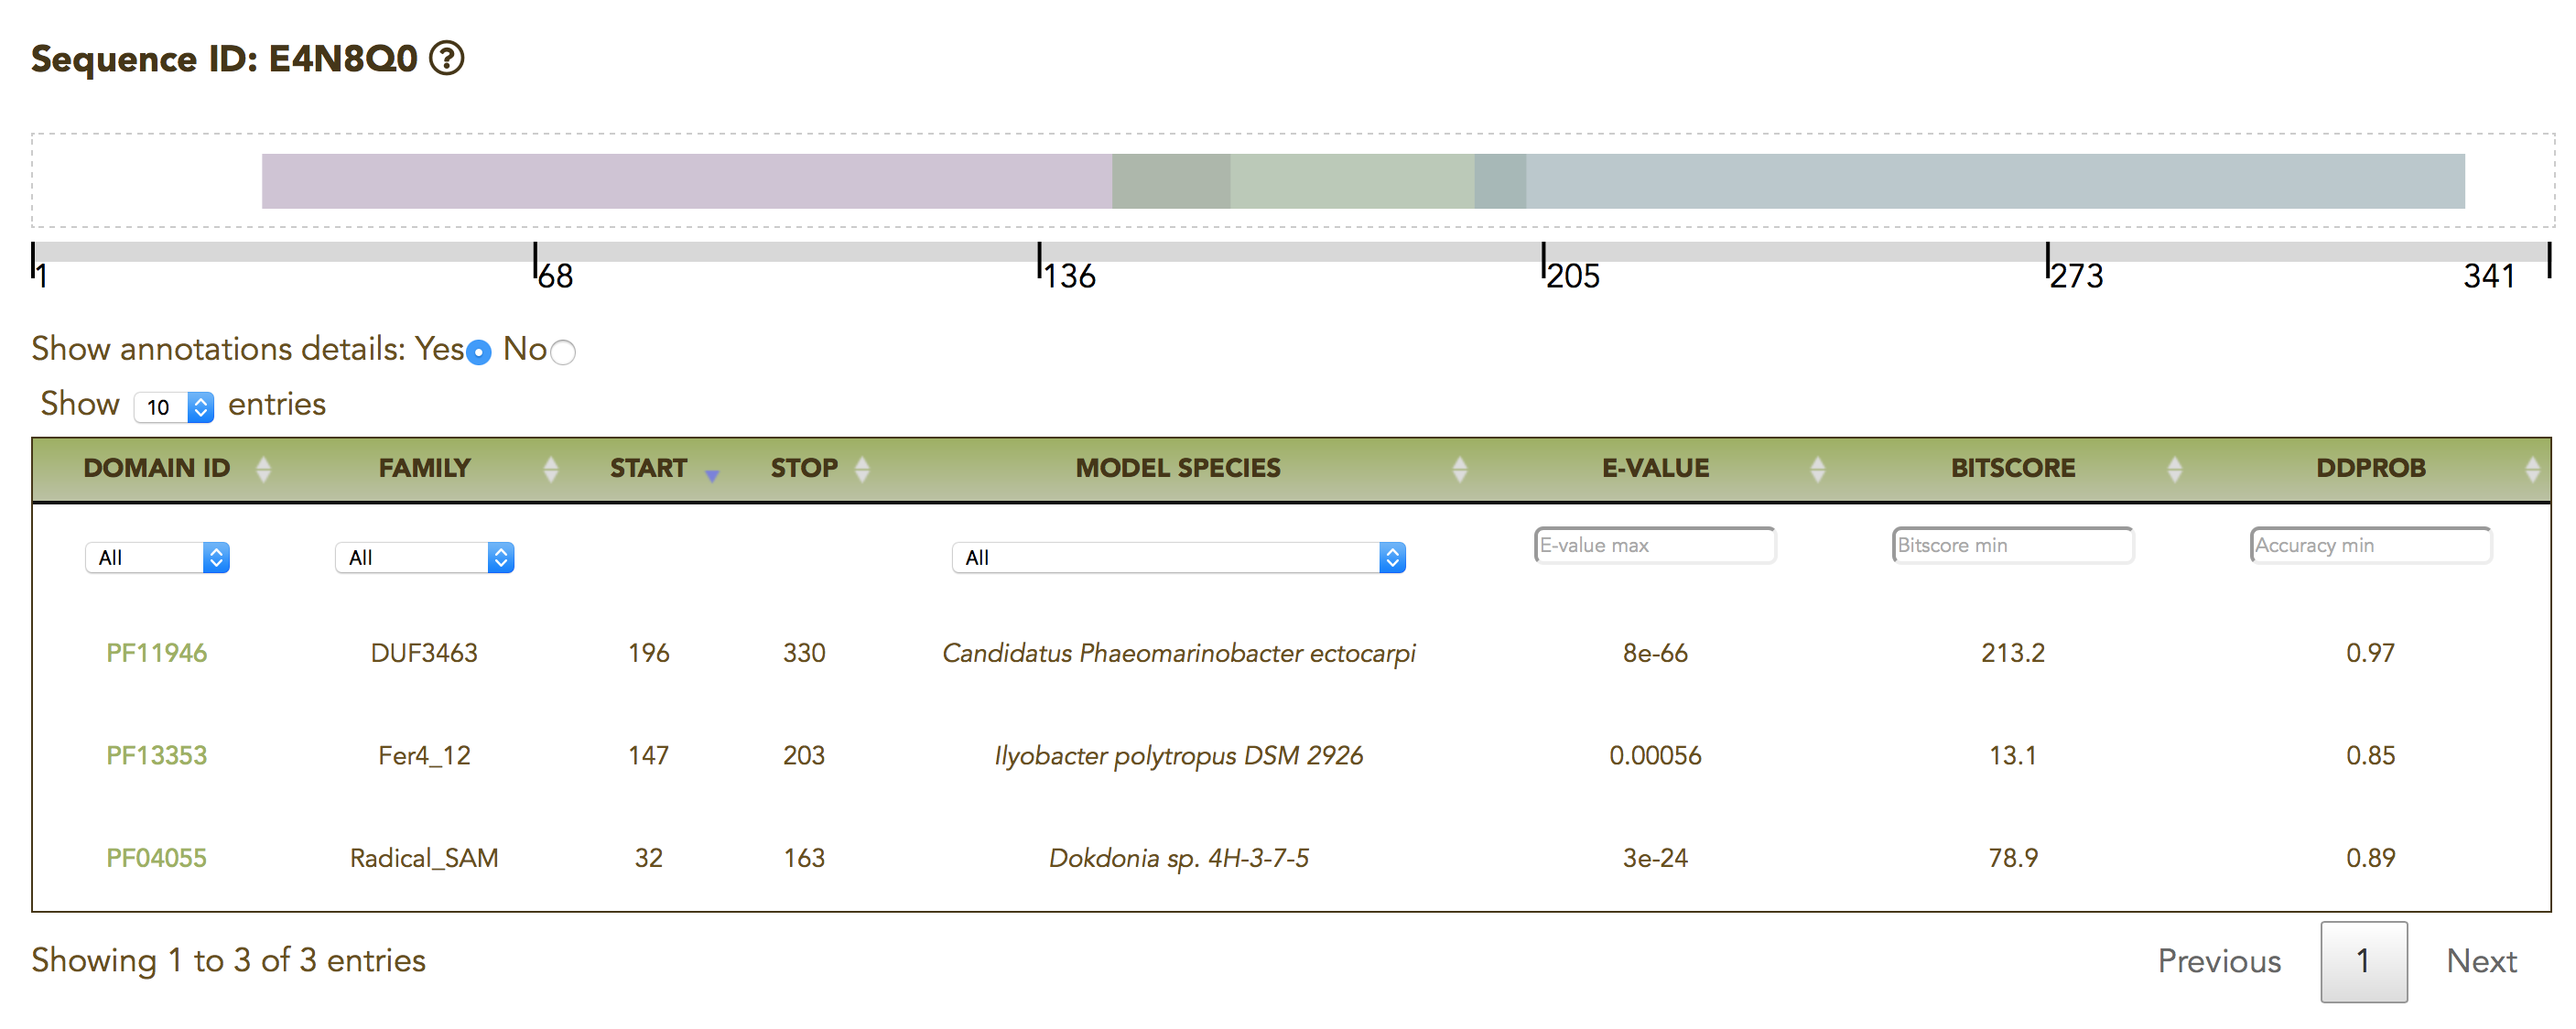 Sequence ID: E4N8Q0 ?
1 68 136 205 273 341
Show annotations details: Yes No
Show 10 entries
DOMAIN ID FAMILY START STOP MODEL SPECIES E-VALUE BITSCORE DDPROB
All All All E-value max Bitscore min Accuracy min
PF11946 DUF3463 196 330 Candidatus Phaeomarinobacter ectocarpi 8e-66 213.2 0.97
PF13353 Fer4_12 147 203 Ilyobacter polytropus DSM 2926 0.00056 13.1 0.85
PF04055 Radical_SAM 32 163 Dokdonia sp. 4H-3-7-5 3e-24 78.9 0.89
Showing 1 to 3 of 3 entries Previous 1 Next